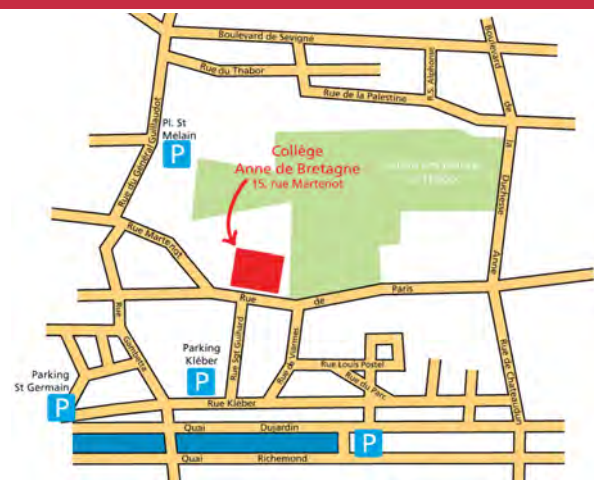 Boulevard de Sevigné
Boulevard
de
la
Duchesse
Anne
Rue du Thabor
R.S. Alphonse
Rue de la Palestine
Rue du Général Guillaudot
Pl. St
Melain
P
Collège
Anne de Bretagne
15, rue Martenot
Rue Martenot
Rue
de
Paris
Rue
Gambetta
Parking
Kléber
P
Rue Sgt Guilhard
Rue de Viarmes
Rue Louis Postel
Rue du Parc
Rue de Chateaudun
Parking
St Germain
P
Rue Kléber
Quai
Dujardin
P
Quai
Richemond